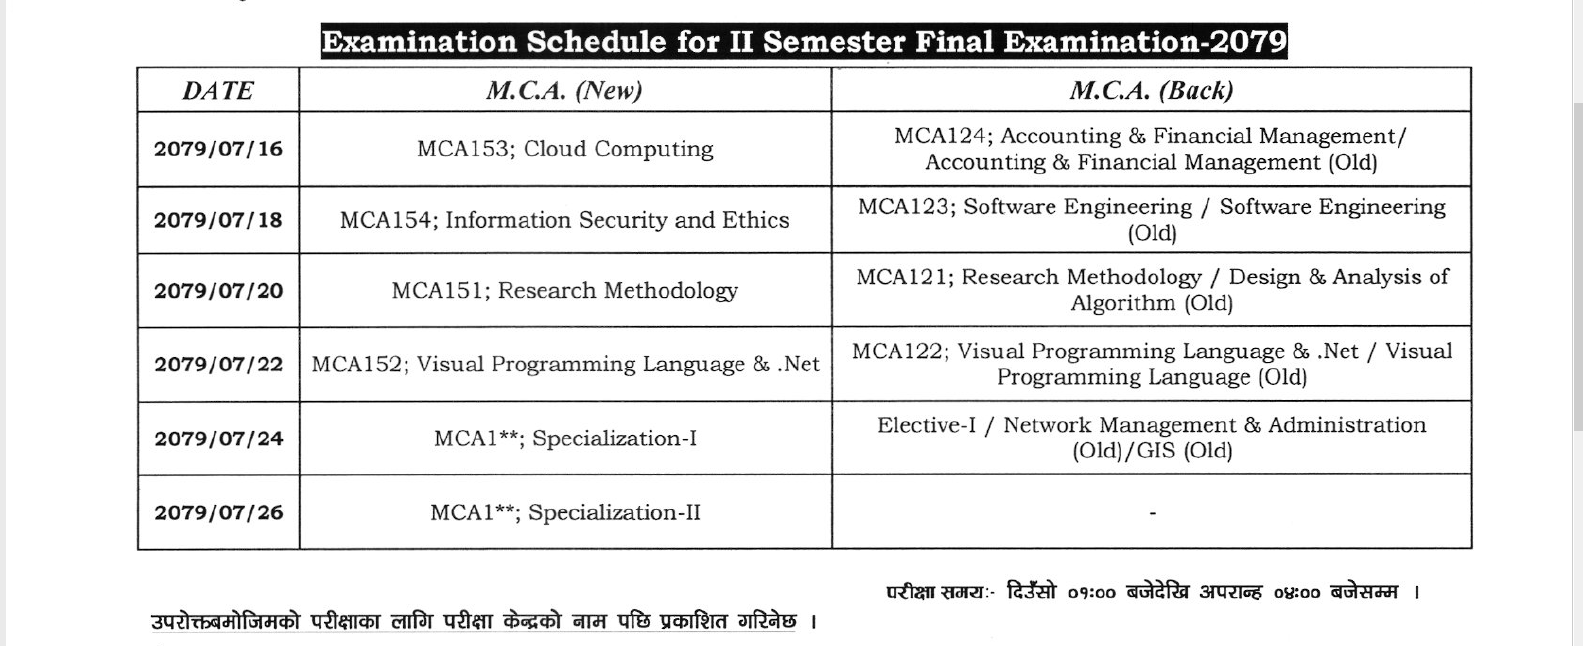 Examination Schedule for II Semester Final Examination-2079
DATE M.C.A. (New) M.C.A. (Back)
2079/07/16 MCA153; Cloud Computing MCA124; Accounting & Financial Management/
Accounting & Financial Management (Old)
2079/07/18 MCA154; Information Security and Ethics MCA123; Software Engineering / Software Engineering
(Old)
2079/07/20 MCA151; Research Methodology MCA121; Research Methodology / Design & Analysis of
Algorithm (Old)
2079/07/22 MCA152; Visual Programming Language & .Net MCA122; Visual Programming Language & .Net / Visual
Programming Language (Old)
2079/07/24 MCA1**; Specialization-I Elective-I / Network Management & Administration
(Old)/GIS (Old)
2079/07/26 MCA1**; Specialization-II -
परीक्षा समयः- दिउँसो ०१:०० बजेदेखि अपरान्ह ०४:०० बजेसम्म ।
उपरोक्तबमोजिमको परीक्षाका लागि परीक्षा केन्द्रको नाम पछि प्रकाशित गरिनेछ ।